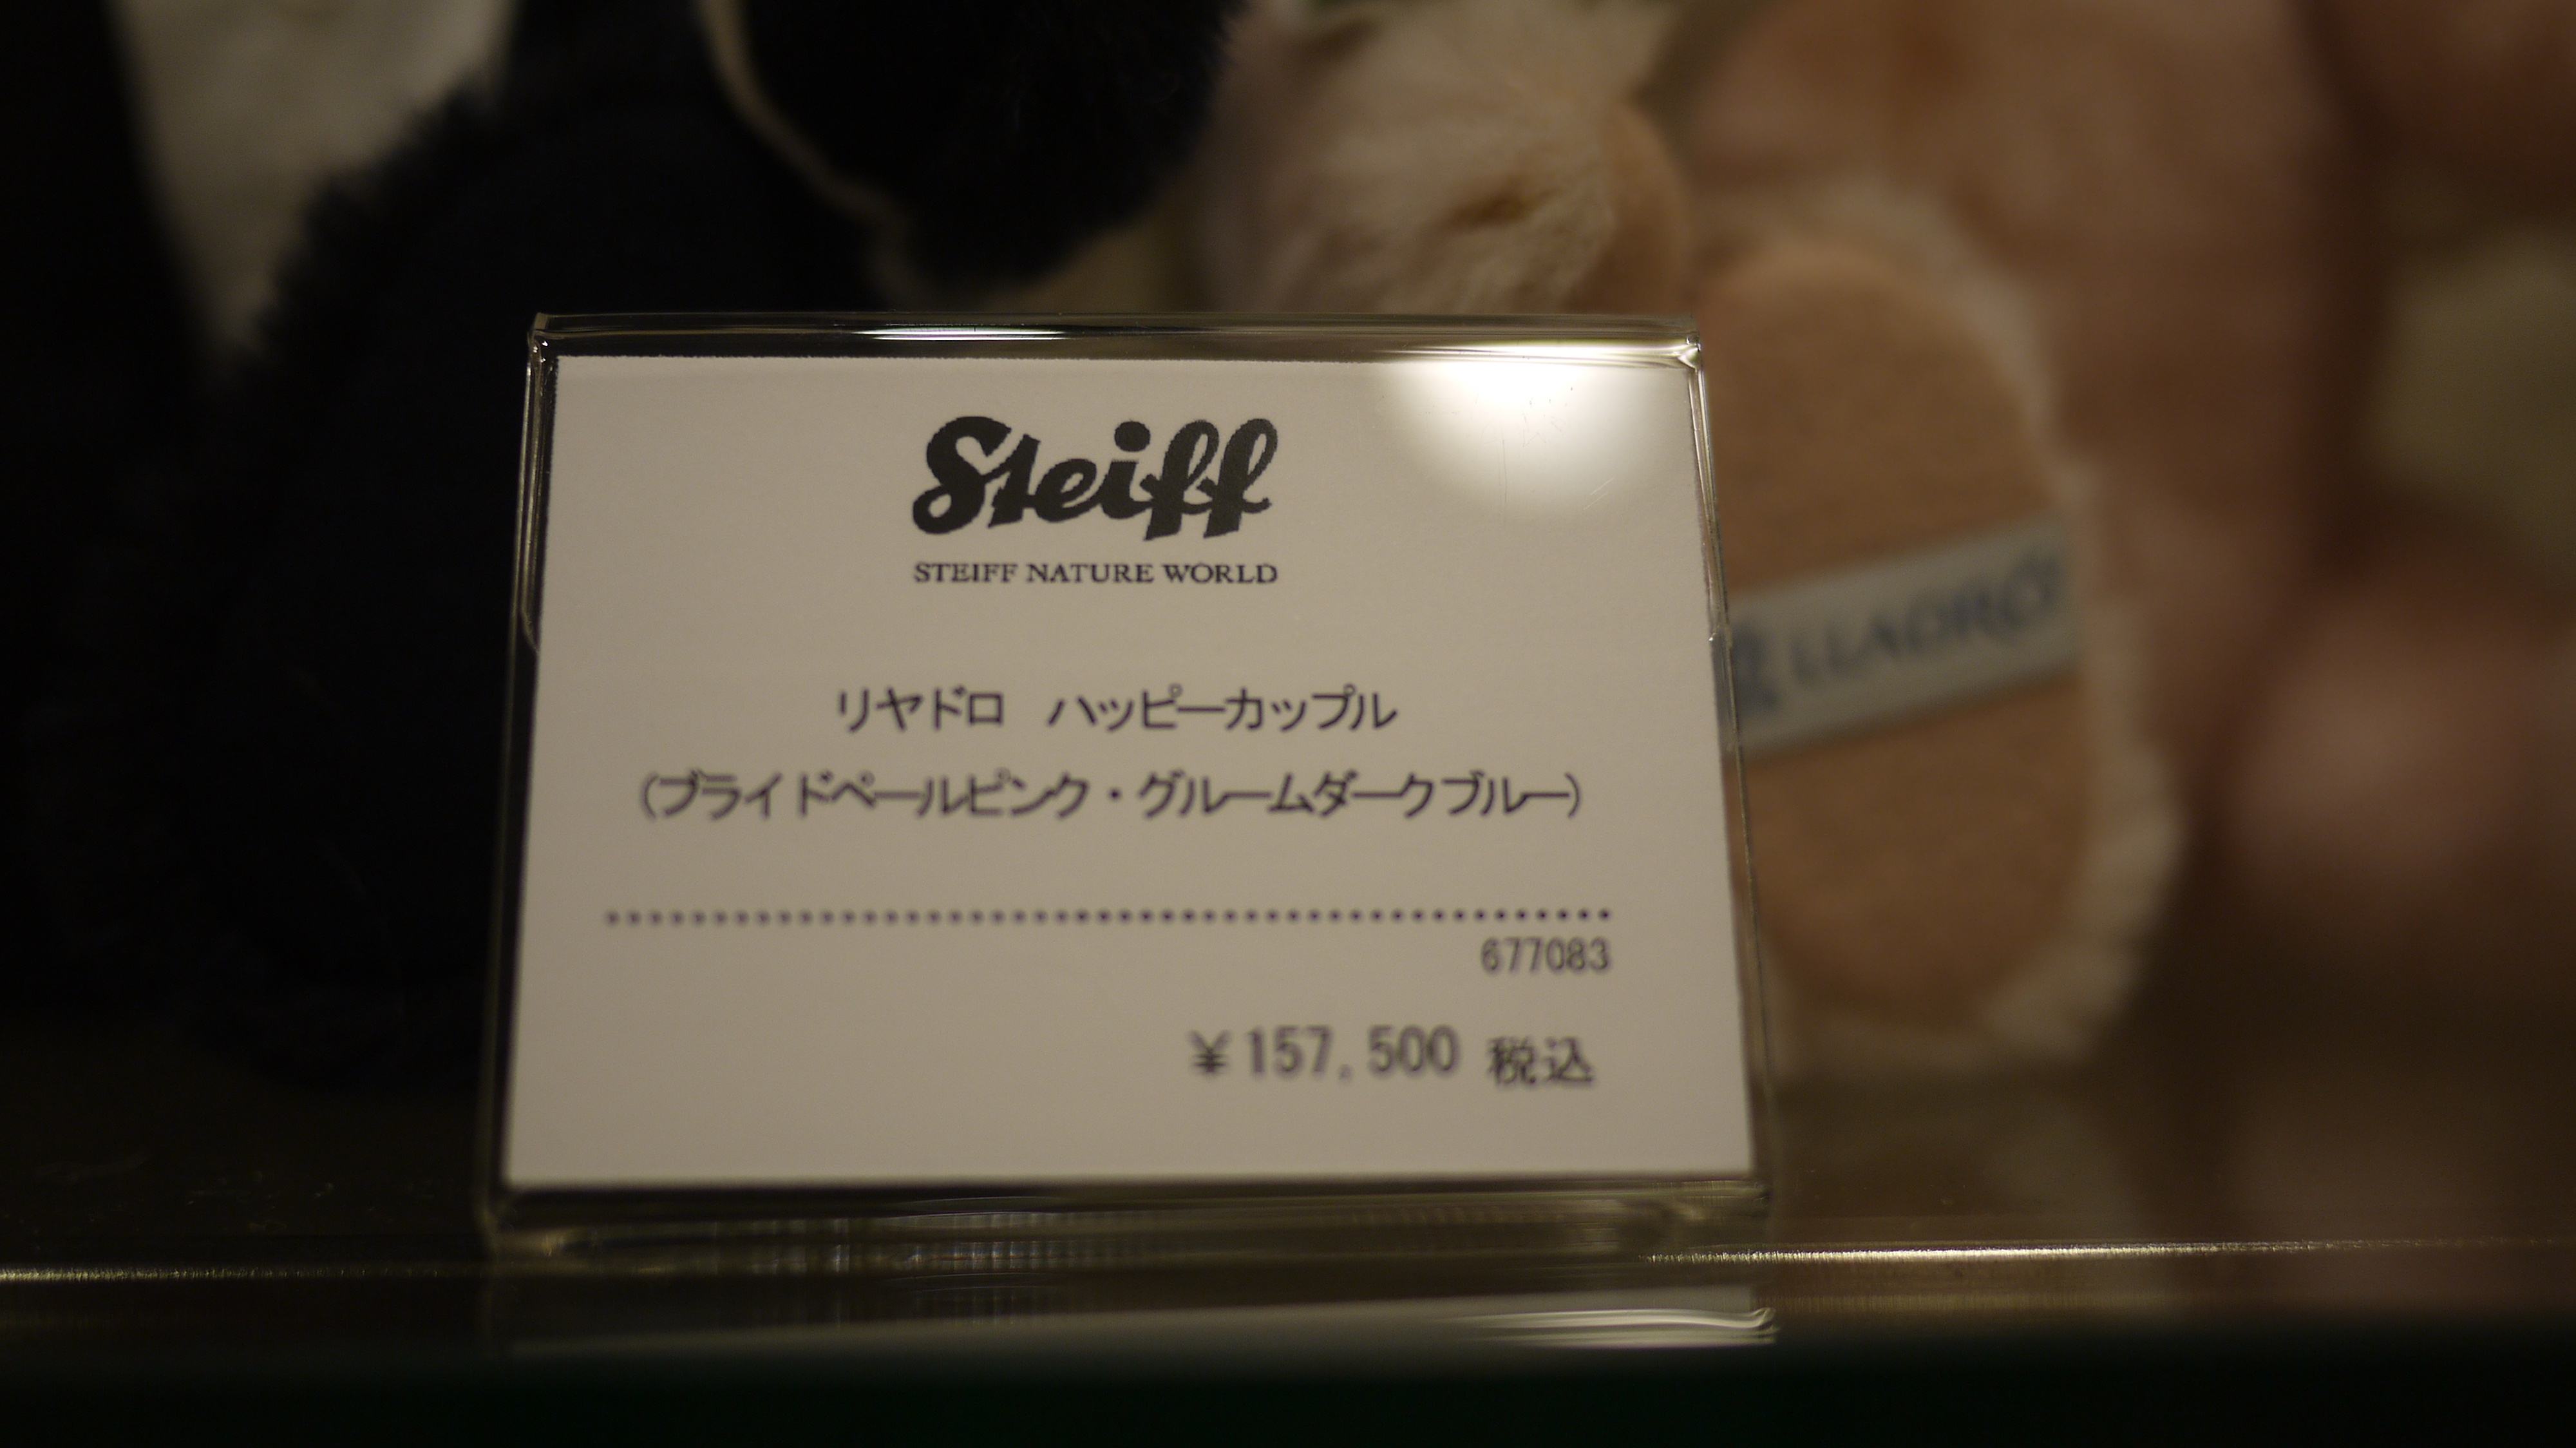 Steiff
STEIFF NATURE WORLD
リヤドロ　ハッピーカップル
(ブライドペールピンク・グルームダークブルー)
677083
¥157,500 税込
LLADRÓ